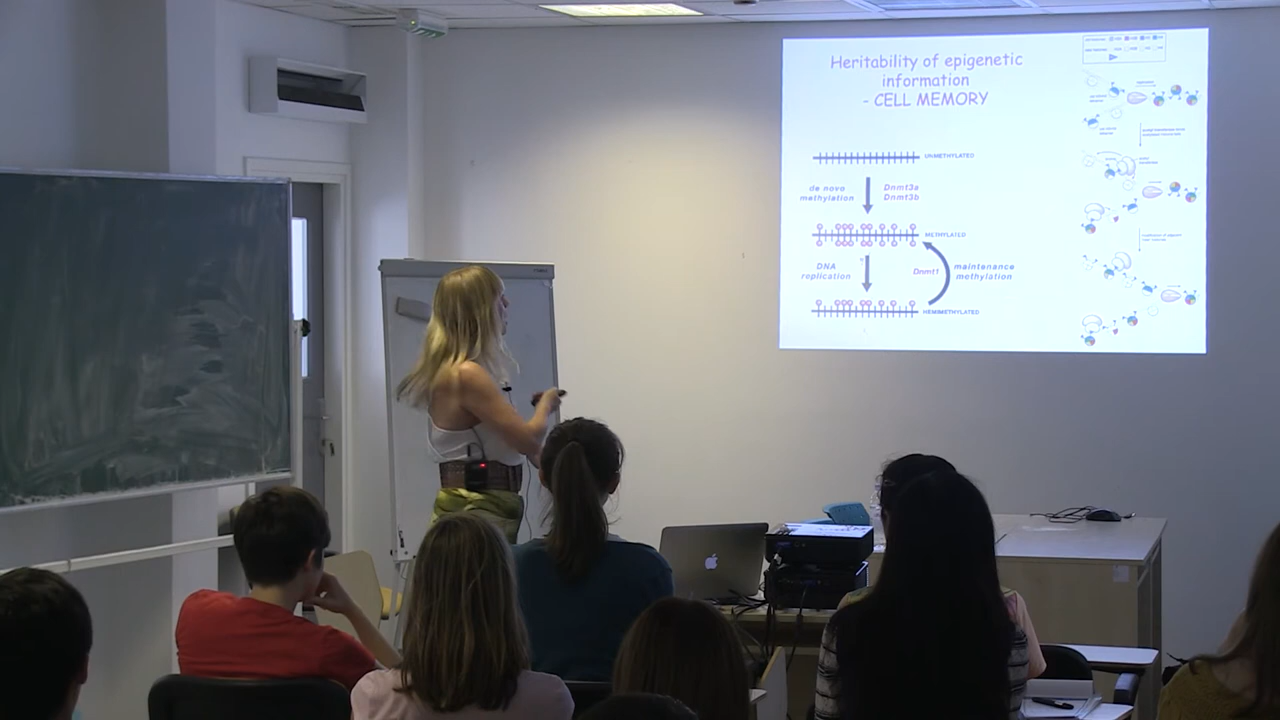 Heritability of epigenetic
information
- CELL MEMORY
UNMETHYLATED
de novo
methylation
Dnmt3a
Dnmt3b
METHYLATED
DNA
replication
Dnmt1
maintenance
methylation
HEMIMETHYLATED